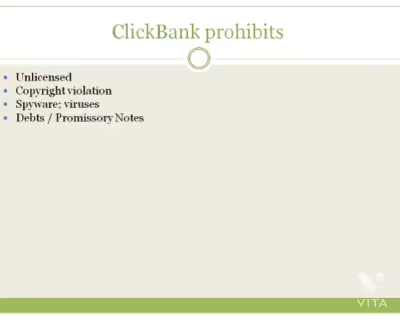 ClickBank prohibits
Unlicensed
Copyright violation
Spyware; viruses
Debts / Promissory Notes
VITA